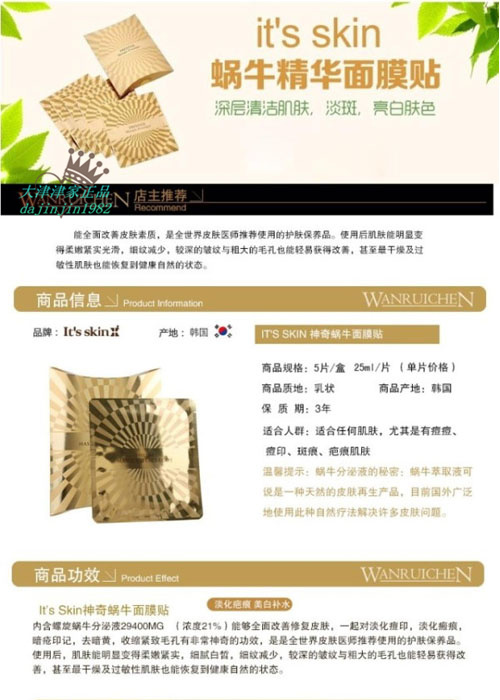 it's skin
蜗牛精华面膜贴
深层清洁肌肤, 淡斑, 亮白肤色
大津津家正品
dajinjin1982
WANRUICHEN 店主推荐
Recommend
能全面改善皮肤素质，是全世界皮肤医师推荐使用的护肤保养品。使用后肌肤能明显变
得柔嫩紧实光滑，细纹减少，较深的皱纹与粗大的毛孔也能轻易获得改善，甚至最干燥及过
敏性肌肤也能恢复到健康自然的状态。
商品信息 Product Information WANRUICHEN
品牌： It's skin 产地：韩国
IT'S SKIN 神奇蜗牛面膜贴
商品规格：5片/盒 25ml/片 （单片价格）
商品质地：乳状 商品产地：韩国
保 质 期：3年
适合人群：适合任何肌肤，尤其是有痘痘、
痘印、斑痕、疤痕肌肤
温馨提示：蜗牛分泌液的秘密：蜗牛萃取液可
说是一种天然的皮肤再生产品，目前国外广泛
地使用此种自然疗法解决许多皮肤问题。
商品功效 Product Effect WANRUICHEN
It's Skin神奇蜗牛面膜贴 淡化疤痕 美白补水
内含螺旋蜗牛分泌液29400MG （浓度21%）能够全面改善修复皮肤，一起对淡化痘印，淡化瘢痕，
暗疮印记，去暗黄，收缩紧致毛孔有非常神奇的功效，是是全世界皮肤医师推荐使用的护肤保养品。
使用后，肌肤能明显变得柔嫩紧实，细腻白皙，细纹减少，较深的皱纹与粗大的毛孔也能轻易获得改
善，甚至最干燥及过敏性肌肤也能恢复到健康自然的状态。